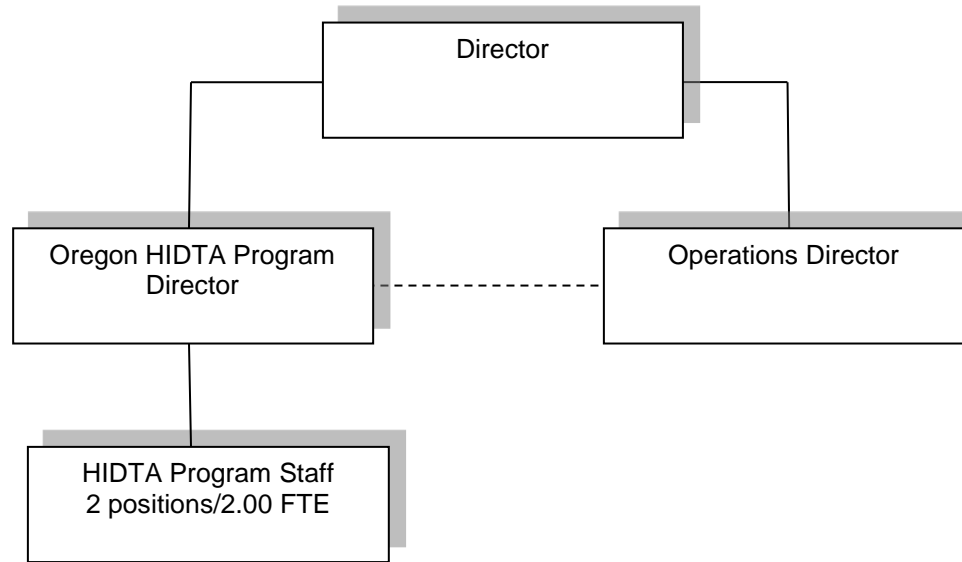 Director
Oregon HIDTA Program
Director
Operations Director
HIDTA Program Staff
2 positions/2.00 FTE